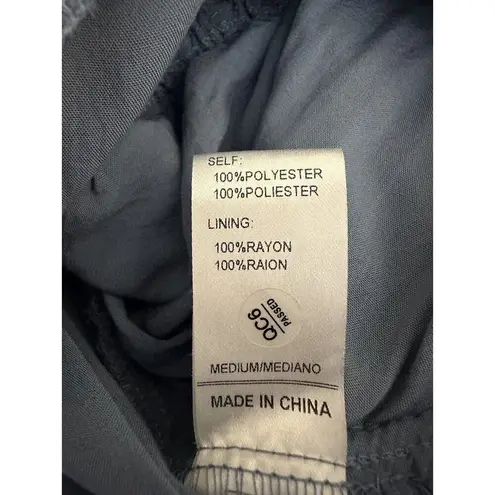 SELF:
100%POLYESTER
100%POLIESTER
LINING:
100%RAYON
100%RAION
QC6
PASSED
MEDIUM/MEDIANO
MADE IN CHINA